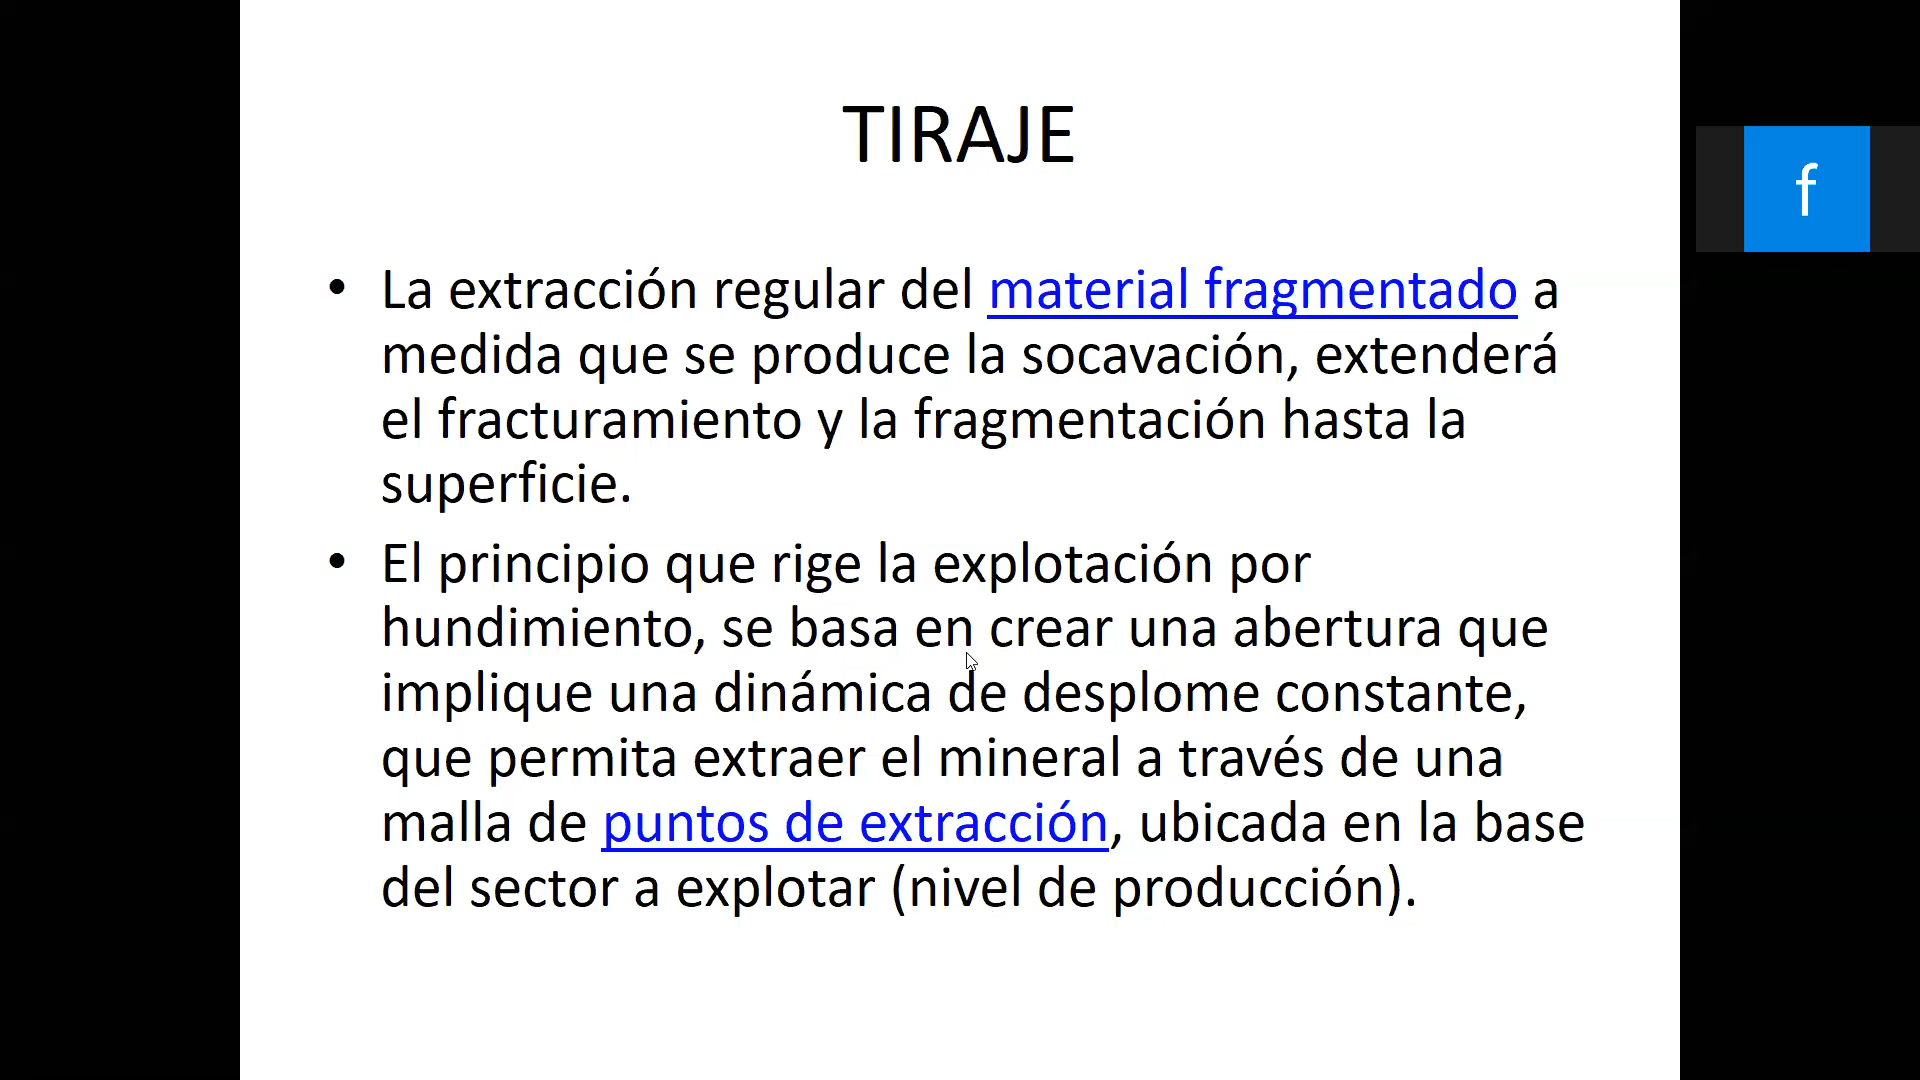 TIRAJE
f
• La extracción regular del material fragmentado a
medida que se produce la socavación, extenderá
el fracturamiento y la fragmentación hasta la
superficie.
• El principio que rige la explotación por
hundimiento, se basa en crear una abertura que
implique una dinámica de desplome constante,
que permita extraer el mineral a través de una
malla de puntos de extracción, ubicada en la base
del sector a explotar (nivel de producción).